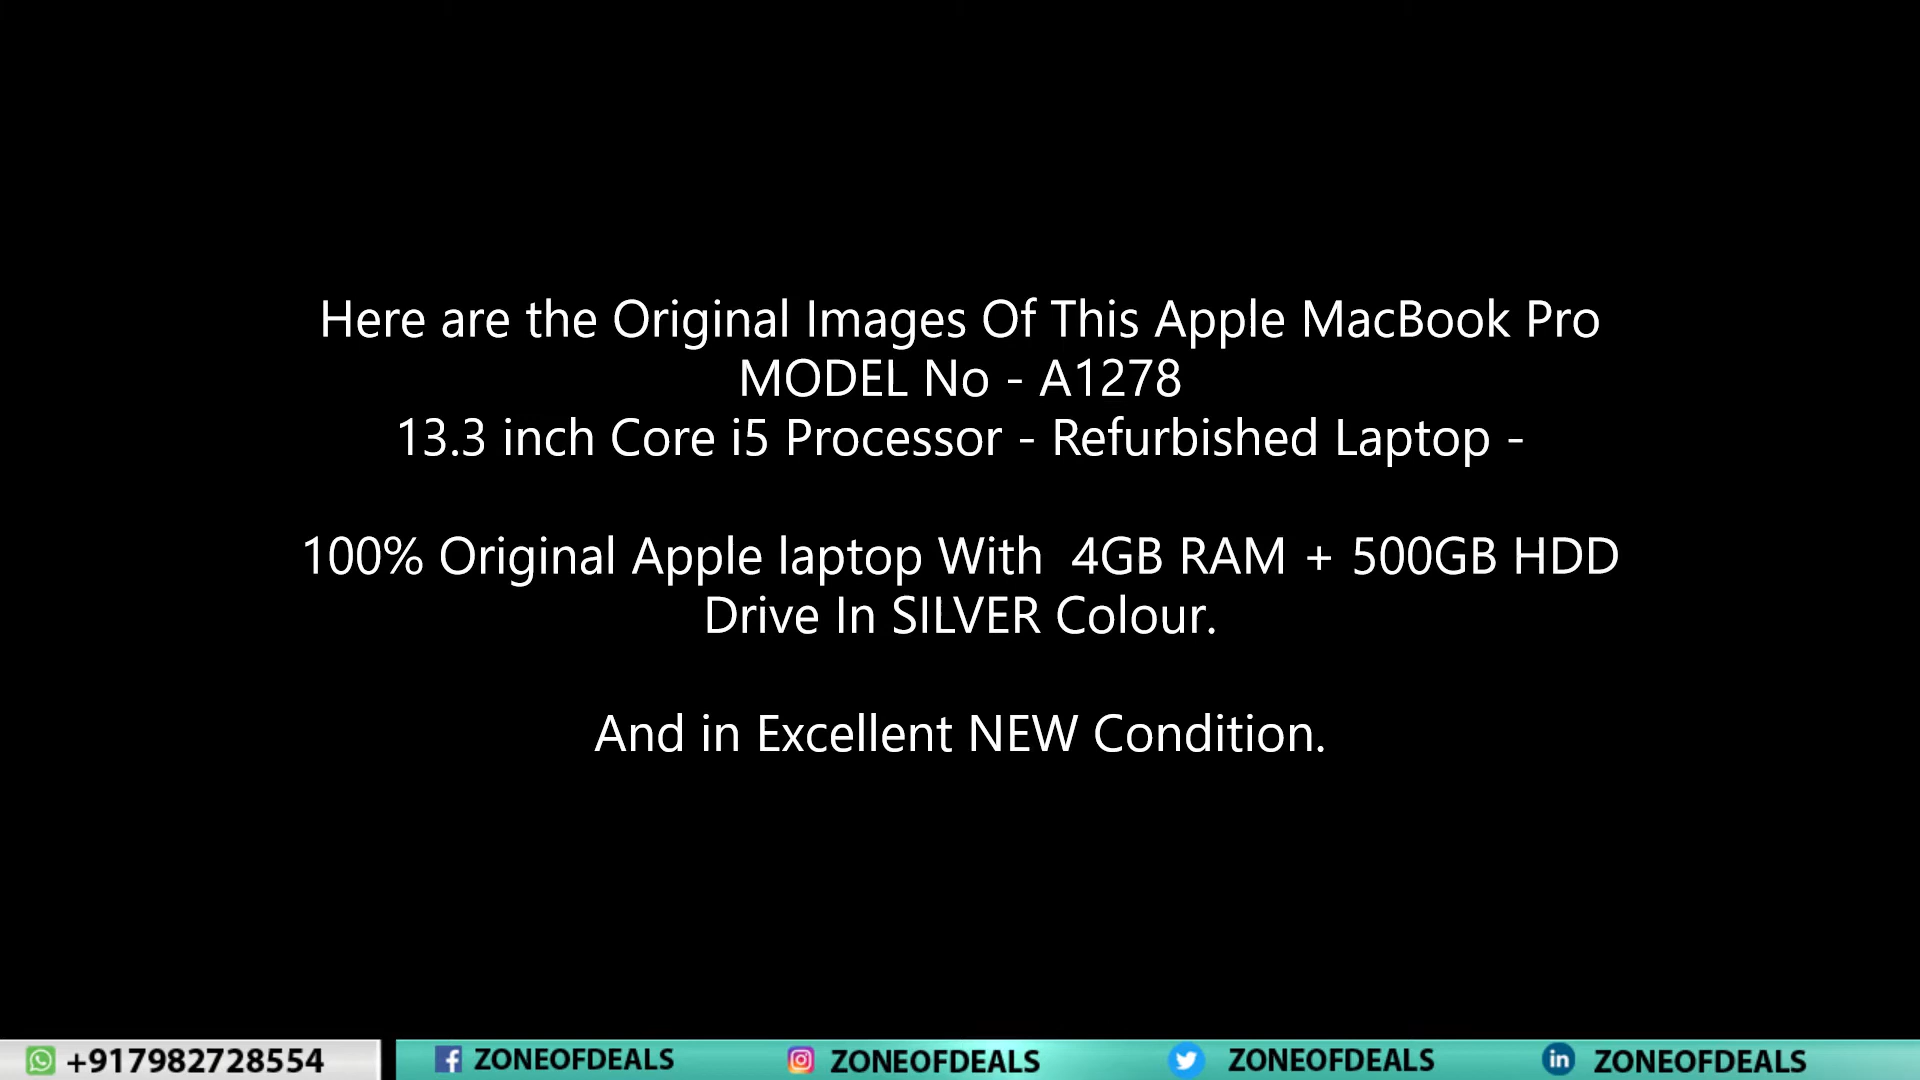 Here are the Original Images Of This Apple MacBook Pro
MODEL No - A1278
13.3 inch Core i5 Processor - Refurbished Laptop -
100% Original Apple laptop With  4GB RAM + 500GB HDD
Drive In SILVER Colour.
And in Excellent NEW Condition.
+917982728554 ZONEOFDEALS ZONEOFDEALS ZONEOFDEALS in ZONEOFDEALS